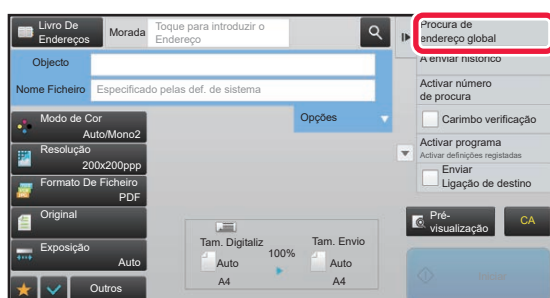 Livro De
Endereços
Morada
Toque para introduzir o
Endereço
Procura de
endereço global
Objecto
A enviar histórico
Nome Ficheiro
Especificado pelas def. de sistema
Activar número
de procura
Opções
Carimbo verificação
Modo de Cor
Auto/Mono2
Activar programa
Activar definições registadas
Resolução
200x200ppp
Enviar
Ligação de destino
Formato De Ficheiro
PDF
Original
Pré-
visualização
CA
Tam. Digitaliz
100%
Tam. Envio
Auto
Auto
A4
A4
Exposição
Auto
Iniciar
Outros